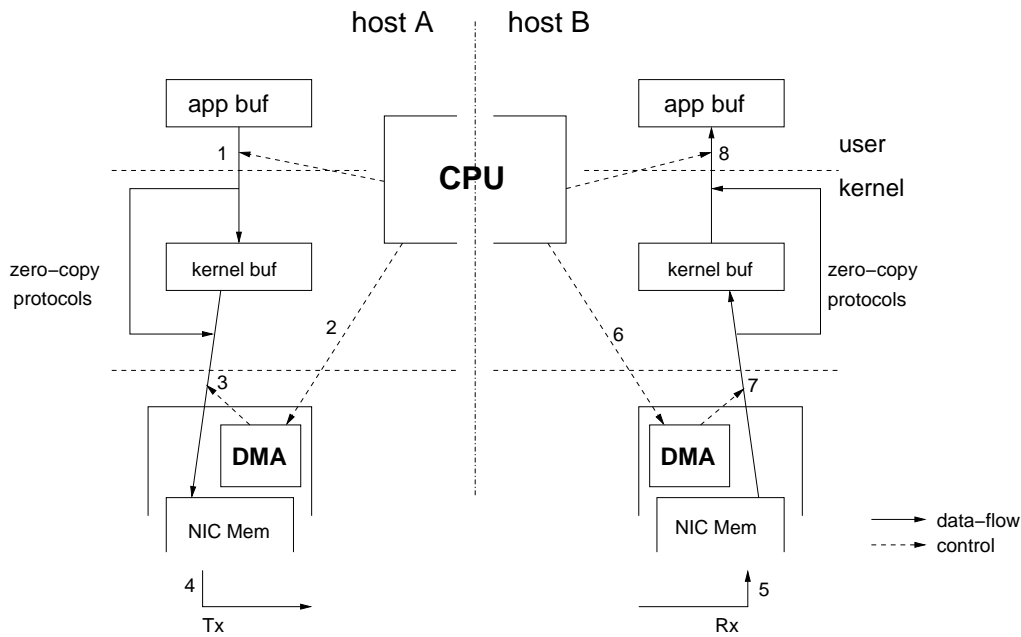 host A
host B
app buf
app buf
1
8
user
CPU
kernel
kernel buf
kernel buf
zero−copy
protocols
zero−copy
protocols
2
6
3
7
DMA
DMA
NIC Mem
NIC Mem
data−flow
control
4
5
Tx
Rx